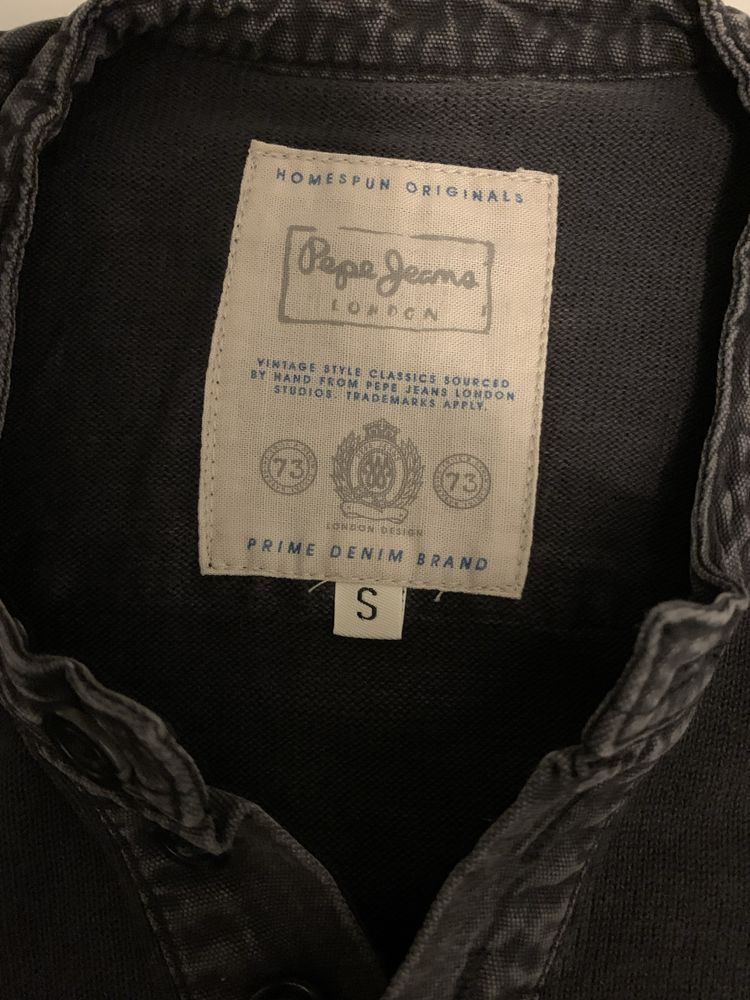 HOMESPUN ORIGINALS
Pepe Jeans
LONDON
VINTAGE STYLE CLASSICS SOURCED
BY HAND FROM PEPE JEANS LONDON
STUDIOS. TRADEMARKS APPLY.
73
73
LONDON DESIGN
PRIME DENIM BRAND
S